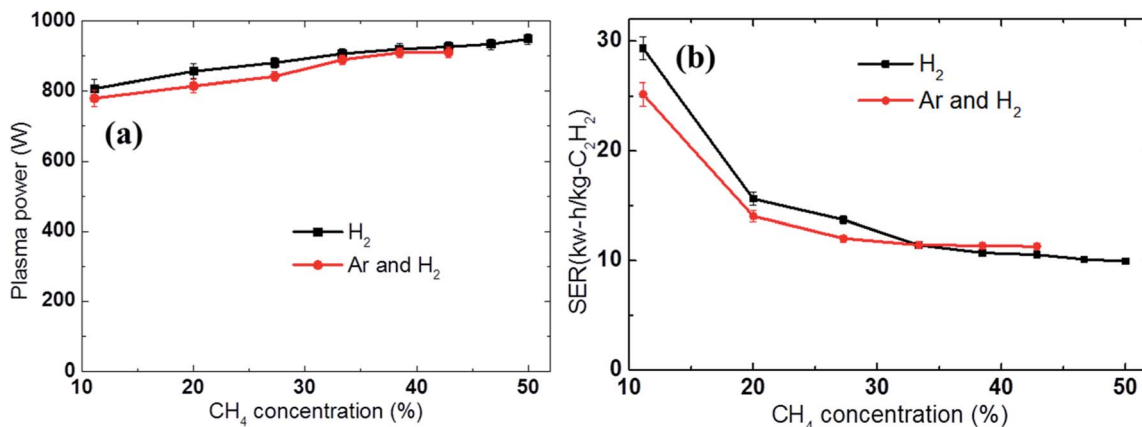 1000
800
600
400
200
0
Plasma power (W)
(a)
H₂
Ar and H₂
10 20 30 40 50
CH₄ concentration (%)
30
25
20
15
10
0
SER(kw-h/kg-C₂H₂)
(b)
H₂
Ar and H₂
10 20 30 40 50
CH₄ concentration (%)